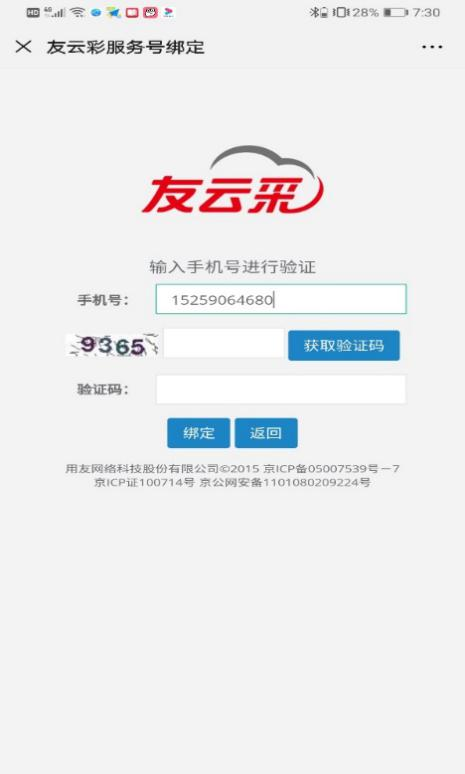 HD 4G 28% 7:30
友云彩服务号绑定
友云采
输入手机号进行验证
手机号: 15259064680
9365 获取验证码
验证码:
绑定 返回
用友网络科技股份有限公司©2015 京ICP备05007539号-7
京ICP证100714号 京公网安备1101080209224号